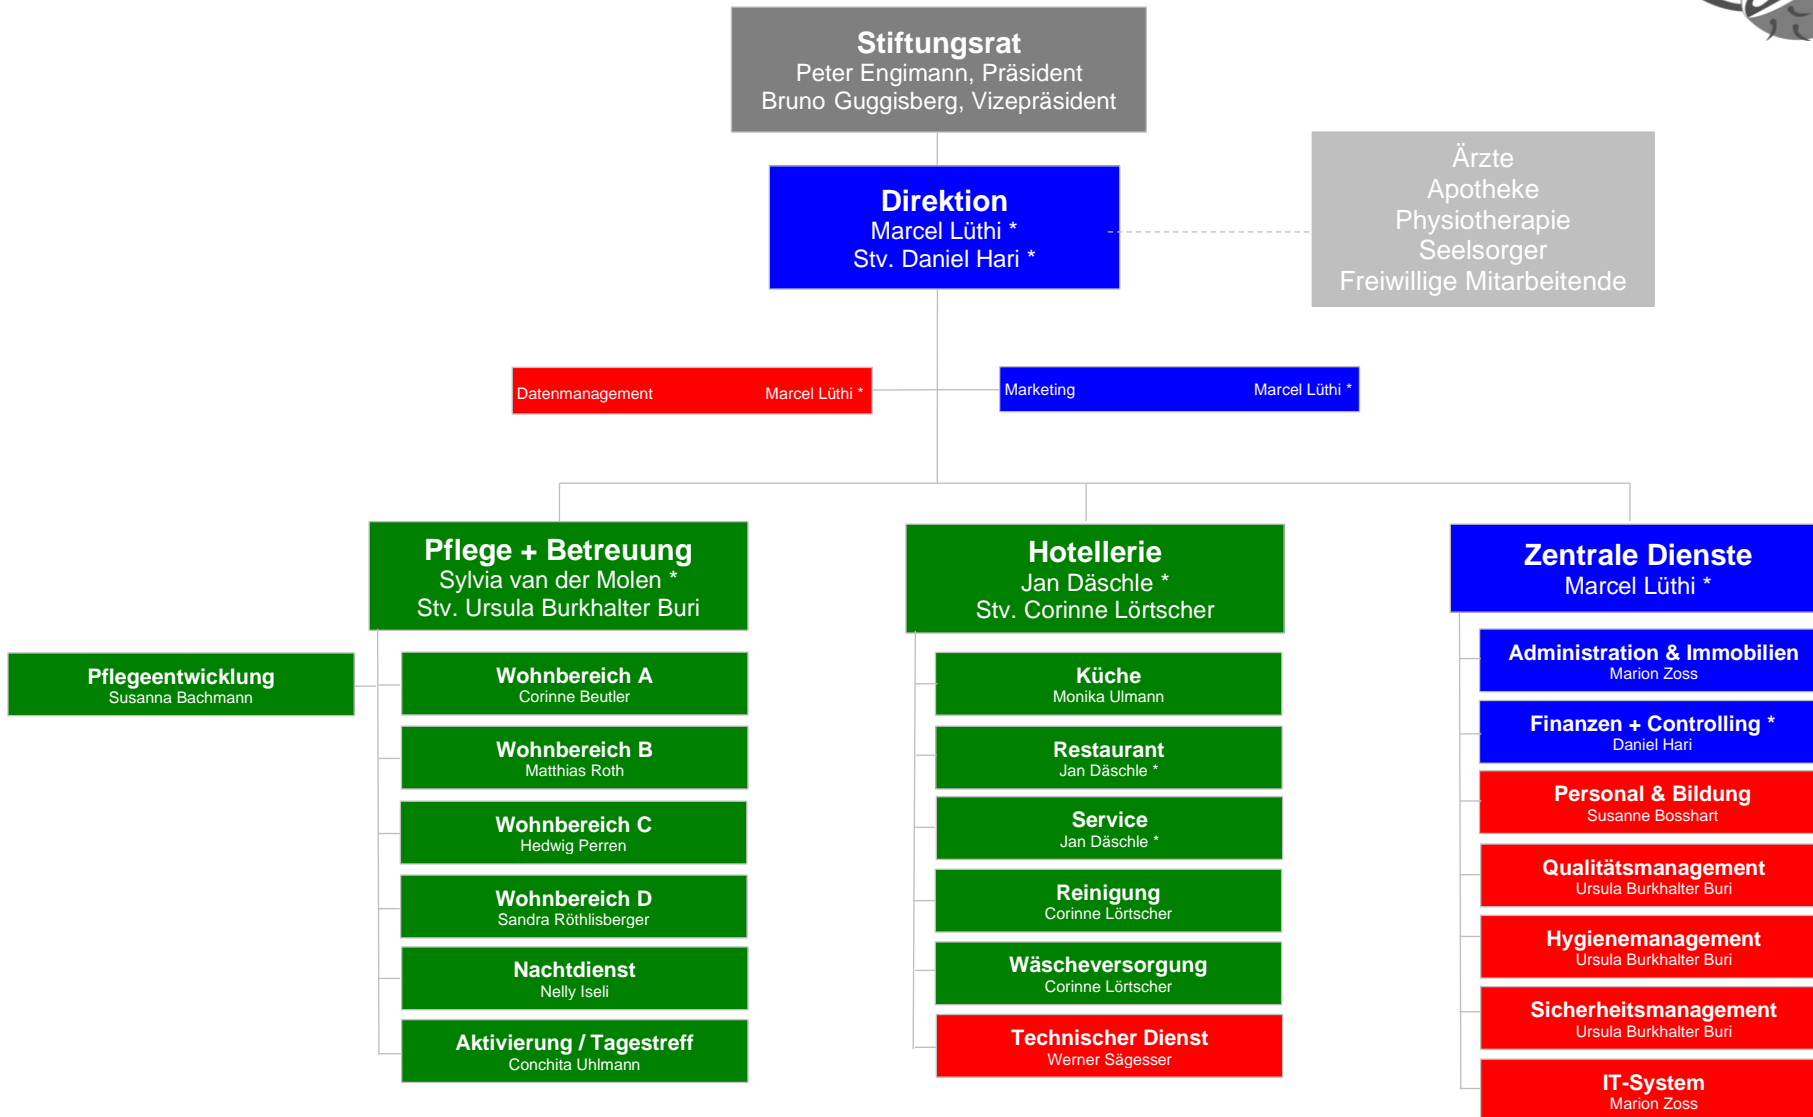 Stiftungsrat
Peter Engimann, Präsident
Bruno Guggisberg, Vizepräsident
Direktion
Marcel Lüthi *
Stv. Daniel Hari *
Ärzte
Apotheke
Physiotherapie
Seelsorger
Freiwillige Mitarbeitende
Datenmanagement Marcel Lüthi *
Marketing Marcel Lüthi *
Pflege + Betreuung
Sylvia van der Molen *
Stv. Ursula Burkhalter Buri
Pflegeentwicklung
Susanna Bachmann
Wohnbereich A
Corinne Beutler
Wohnbereich B
Matthias Roth
Wohnbereich C
Hedwig Perren
Wohnbereich D
Sandra Röthlisberger
Nachtdienst
Nelly Iseli
Aktivierung / Tagestreff
Conchita Uhlmann
Hotellerie
Jan Däschle *
Stv. Corinne Lörtscher
Küche
Monika Ulmann
Restaurant
Jan Däschle *
Service
Jan Däschle *
Reinigung
Corinne Lörtscher
Wäscheversorgung
Corinne Lörtscher
Technischer Dienst
Werner Sägesser
Zentrale Dienste
Marcel Lüthi *
Administration & Immobilien
Marion Zoss
Finanzen + Controlling *
Daniel Hari
Personal & Bildung
Susanne Bosshart
Qualitätsmanagement
Ursula Burkhalter Buri
Hygienemanagement
Ursula Burkhalter Buri
Sicherheitsmanagement
Ursula Burkhalter Buri
IT-System
Marion Zoss